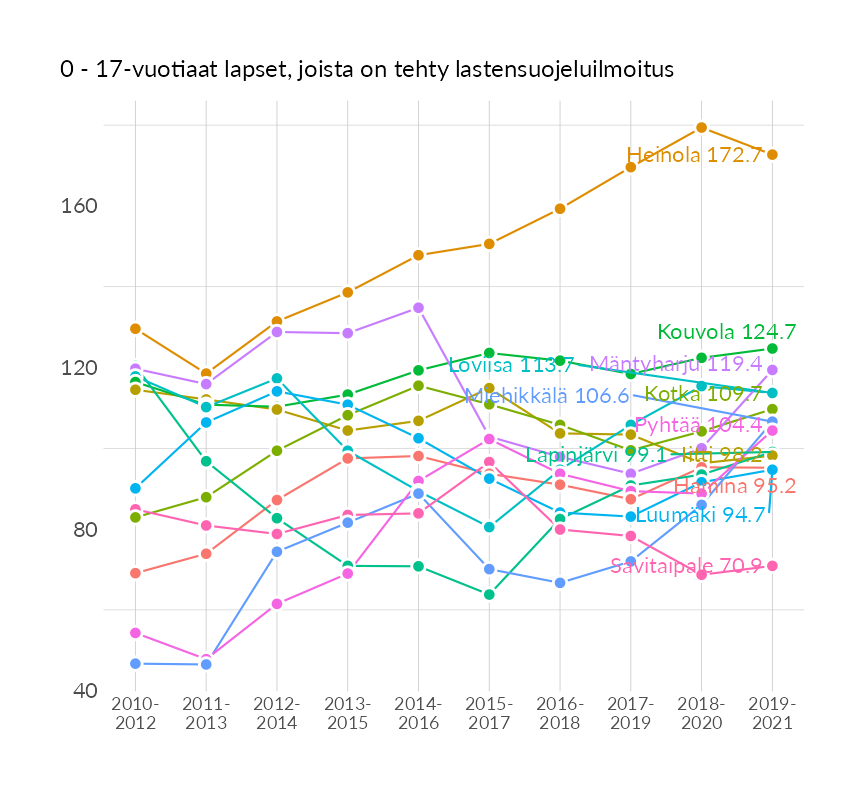 0 - 17-vuotiaat lapset, joista on tehty lastensuojeluilmoitus
Heinola 172.7
160
Kouvola 124.7
120
Loviisa 113.7
Mäntyharju 119.4
Miehikkälä 106.6
Kotka 109.7
Pyhtää 104.4
Lapinjärvi 99.1
Iitti 98.2
Hamina 95.2
Luumäki 94.7
80
Savitaipale 70.9
40
2010-
2012
2011-
2013
2012-
2014
2013-
2015
2014-
2016
2015-
2017
2016-
2018
2017-
2019
2018-
2020
2019-
2021